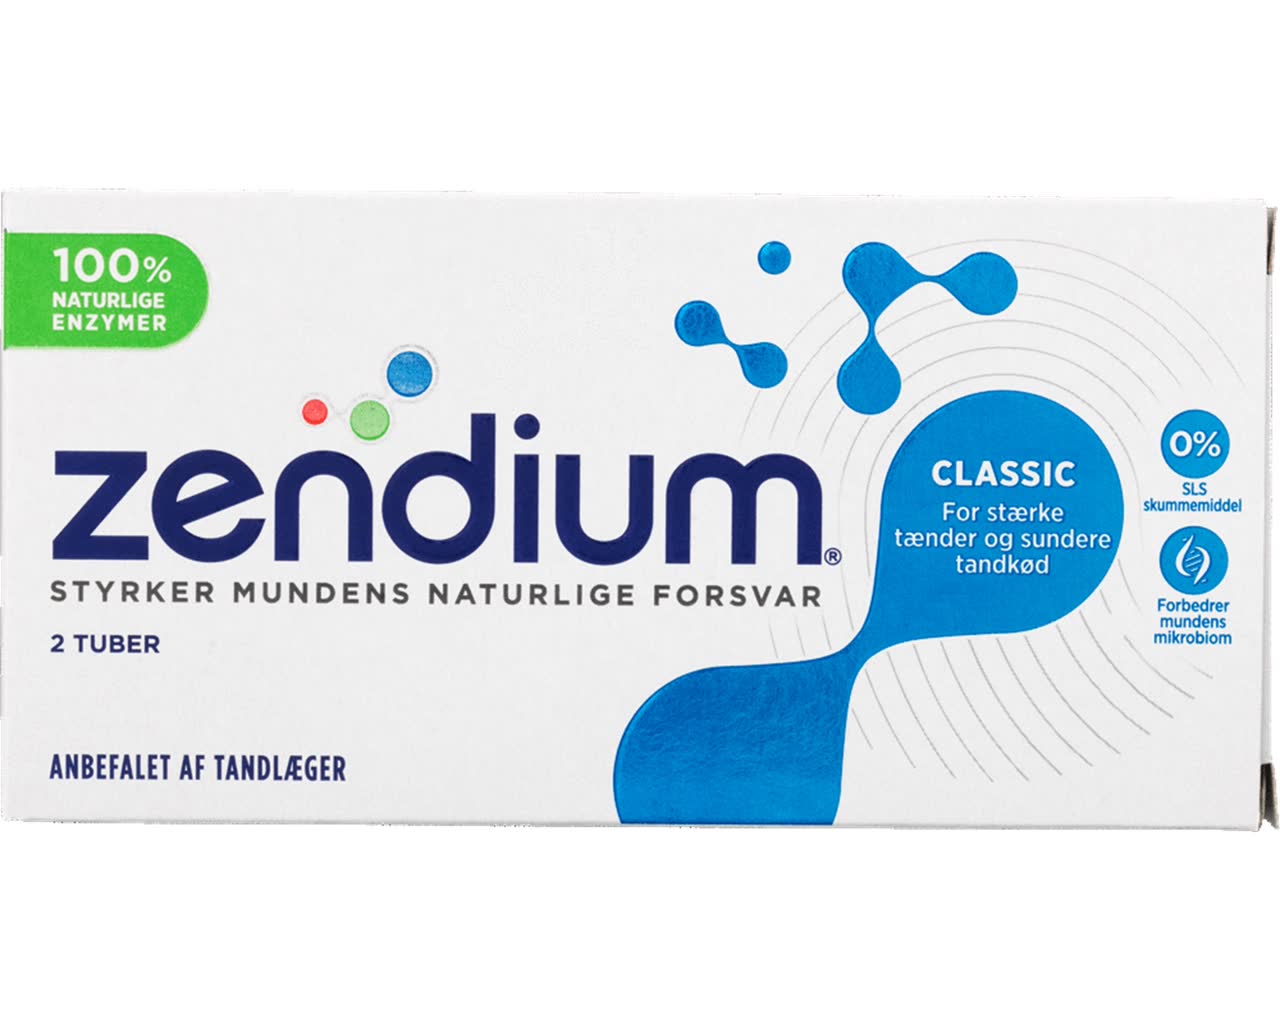 100%
NATURLIGE
ENZYMER
zendium®
STYRKER MUNDENS NATURLIGE FORSVAR
2 TUBER
ANBEFALET AF TANDLÆGER
CLASSIC
For stærke
tænder og sundere
tandkød
0%
SLS
skummemiddel
Forbedrer
mundens
mikrobiom